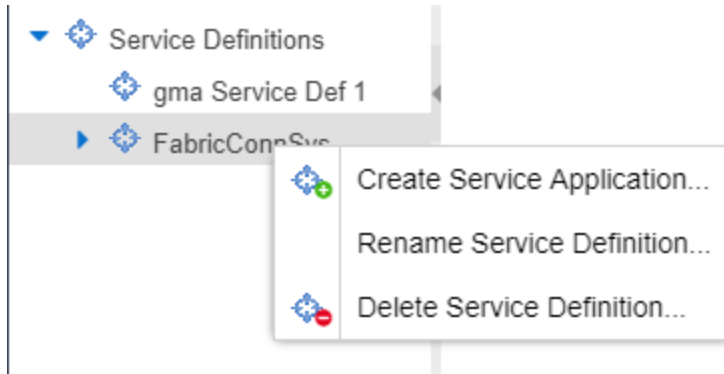 Service Definitions
gma Service Def 1
FabricConnSys
Create Service Application...
Rename Service Definition...
Delete Service Definition...